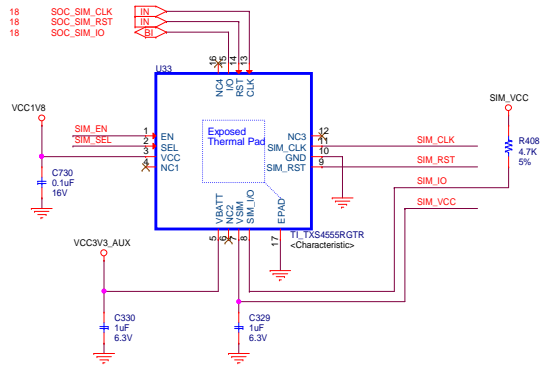 18 SOC_SIM_CLK IN
18 SOC_SIM_RST IN
18 SOC_SIM_IO BI
U33
16 15 14 13
NC4 I/O RST CLK
VCC1V8
SIM_VCC
SIM_EN 1 EN
SIM_SEL 2 SEL
3 VCC
4 NC1
Exposed
Thermal Pad
NC3 12
SIM_CLK 11 SIM_CLK
GND 10
SIM_RST 9 SIM_RST
SIM_IO
SIM_VCC
R408
4.7K
5%
C730
0.1uF
16V
VBATT NC2 VSIM SIM_I/O EPAD
5 6 7 8 17
TI_TXS4555RGTR
<Characteristic>
VCC3V3_AUX
C330
1uF
6.3V
C329
1uF
6.3V